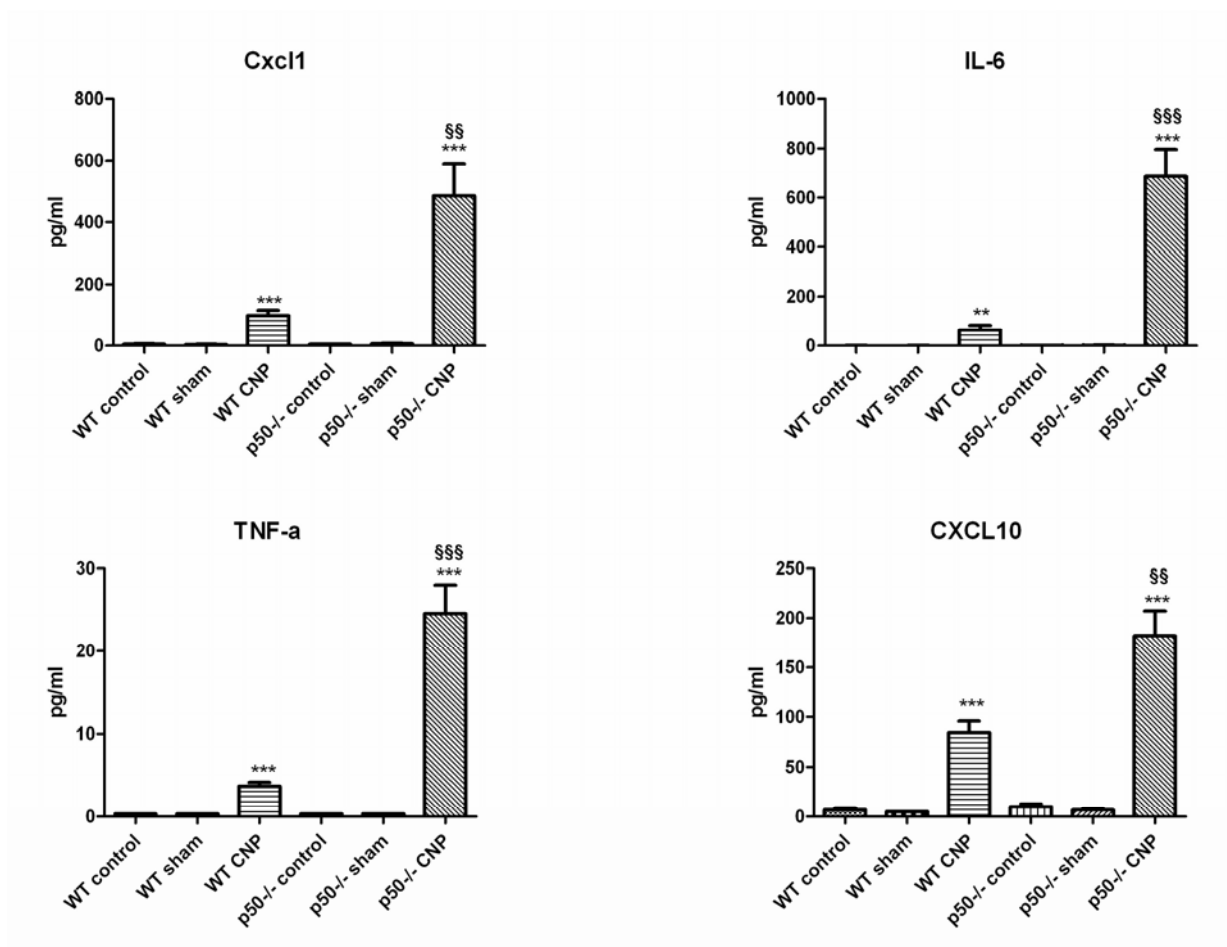 Cxcl1
800
600
400
200
0
pg/ml
§§
***
***
WT control
WT sham
WT CNP
p50-/- control
p50-/- sham
p50-/- CNP
IL-6
1000
800
600
400
200
0
pg/ml
§§§
***
**
WT control
WT sham
WT CNP
p50-/- control
p50-/- sham
p50-/- CNP
TNF-a
30
20
10
0
pg/ml
§§§
***
***
WT control
WT sham
WT CNP
p50-/- control
p50-/- sham
p50-/- CNP
CXCL10
250
200
150
100
50
0
pg/ml
§§
***
***
WT control
WT sham
WT CNP
p50-/- control
p50-/- sham
p50-/- CNP